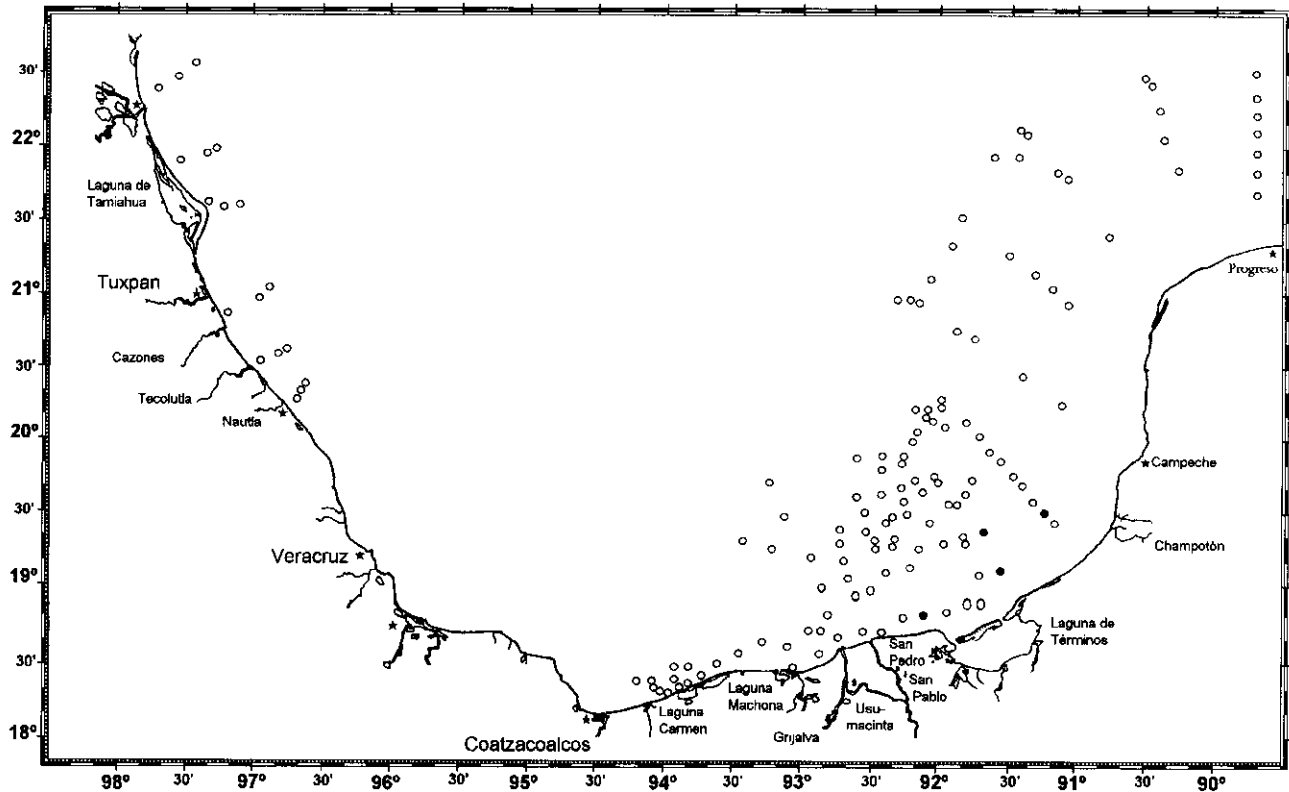 30'
22º
Laguna de
Tamiahua
30'
Progreso
Tuxpan
21º
Cazones
30'
Tecolutla
Nautla
20º
Campeche
30'
Veracruz
Champotón
19º
Laguna de
Términos
San
Pedro
San
Pablo
30'
Laguna
Machona
Laguna
Carmen
Usu-
macinta
Grijalva
18º
Coatzacoalcos
98º 30' 97º 30' 96º 30' 95º 30' 94º 30' 93º 30' 92º 30' 91º 30' 90º